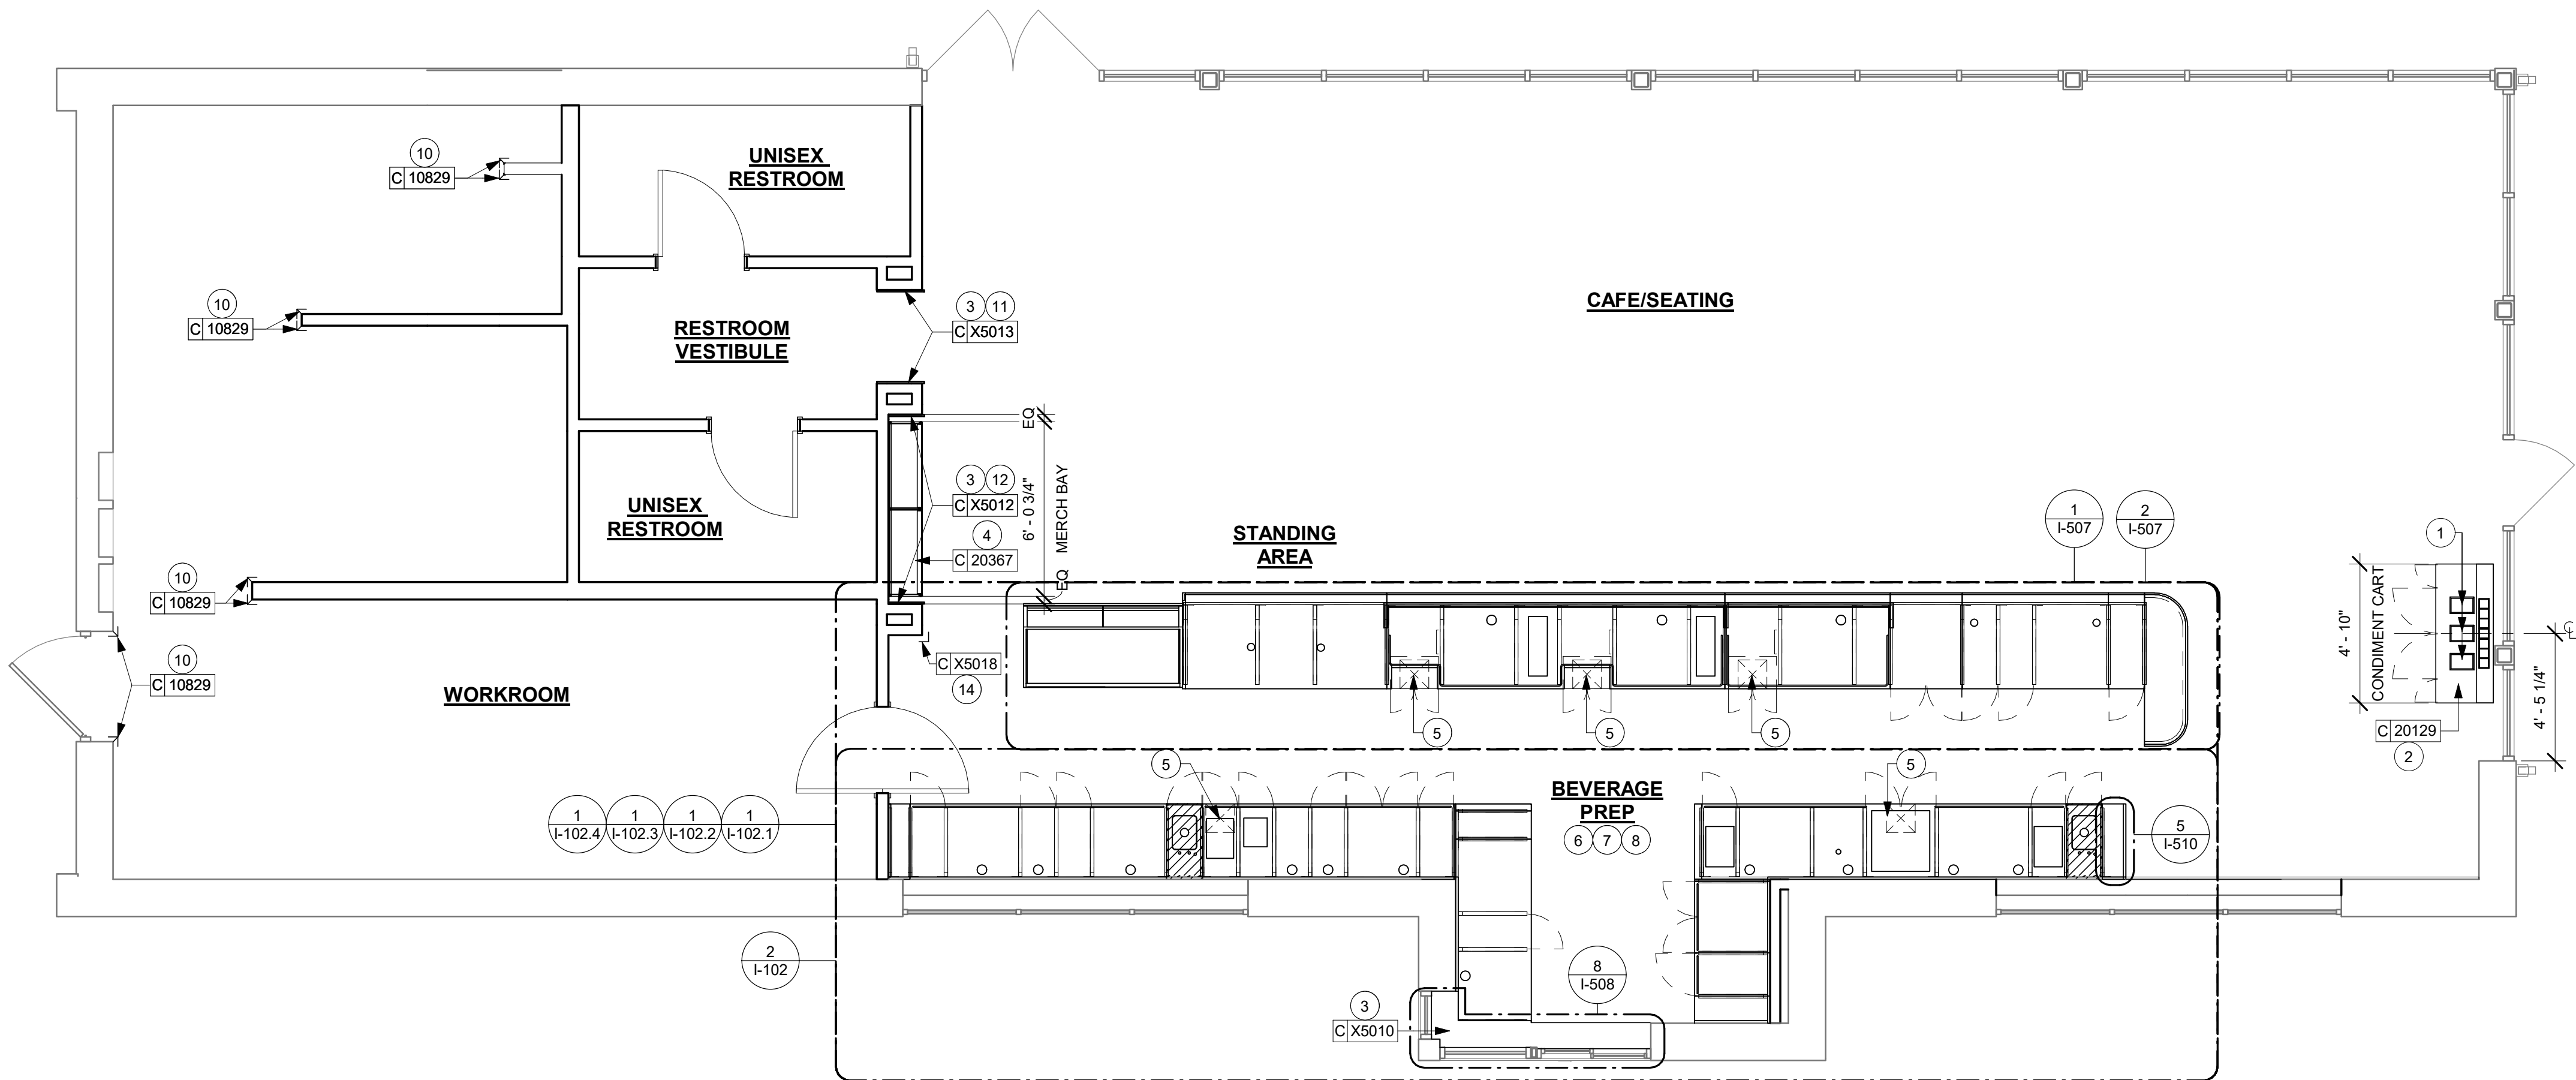 10
C 10829
UNISEX
RESTROOM
10
C 10829
RESTROOM
VESTIBULE
3 11
C X5013
CAFE/SEATING
EQ
3 12
C X5012
4
C 20367
6' - 0 3/4"
MERCH BAY
EQ
UNISEX
RESTROOM
STANDING
AREA
1
I-507
2
I-507
1
10
C 10829
10
C 10829
WORKROOM
C X5018
14
5
5
5
4' - 10"
CONDIMENT CART
C 20129
2
4' - 5 1/4"
CL
5
5
BEVERAGE
PREP
6 7 8
1
I-102.4
1
I-102.3
1
I-102.2
1
I-102.1
5
I-510
2
I-102
8
I-508
3
C X5010